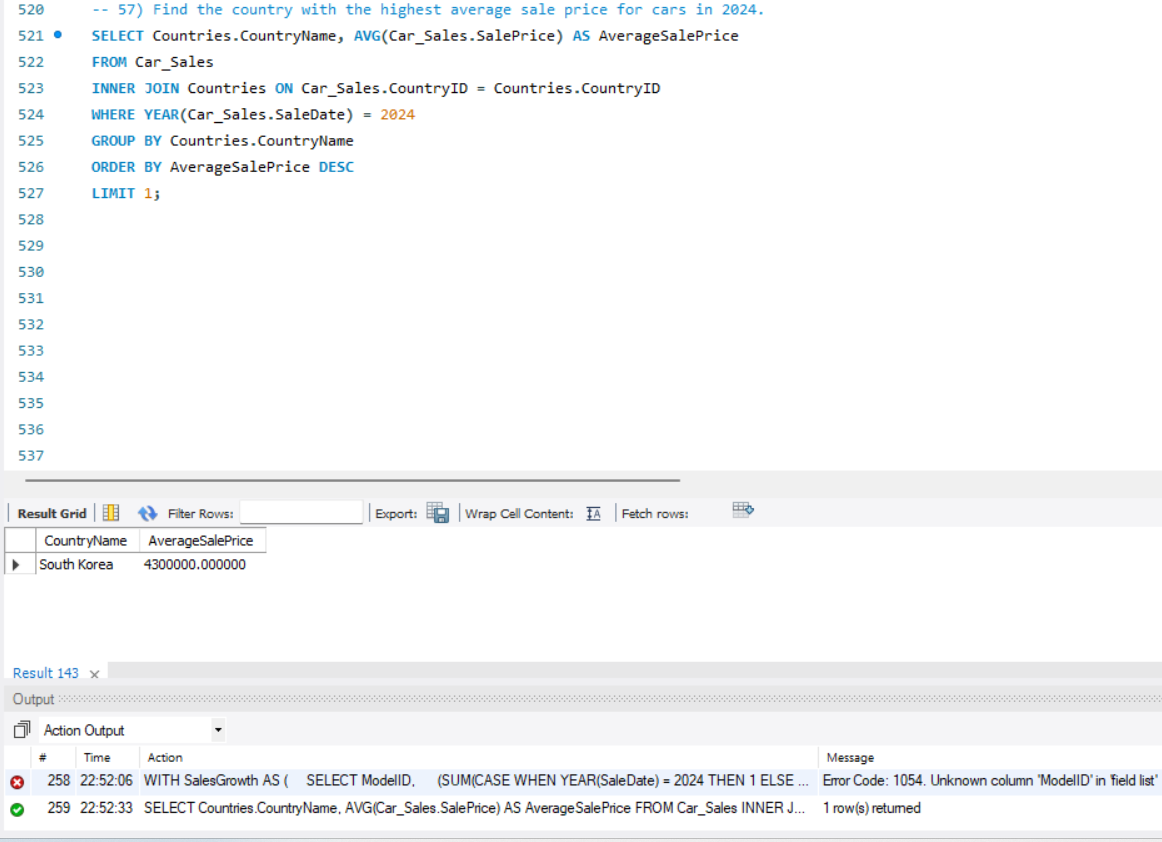 520 -- 57) Find the country with the highest average sale price for cars in 2024.
521 SELECT Countries.CountryName, AVG(Car_Sales.SalePrice) AS AverageSalePrice
522 FROM Car_Sales
523 INNER JOIN Countries ON Car_Sales.CountryID = Countries.CountryID
524 WHERE YEAR(Car_Sales.SaleDate) = 2024
525 GROUP BY Countries.CountryName
526 ORDER BY AverageSalePrice DESC
527 LIMIT 1;
528
529
530
531
532
533
534
535
536
537
Result Grid Filter Rows: Export: Wrap Cell Content: IA Fetch rows:
CountryName AverageSalePrice
South Korea 4300000.000000
Result 143 ×
Output
Action Output
# Time Action Message
258 22:52:06 WITH SalesGrowth AS ( SELECT ModelID, (SUM(CASE WHEN YEAR(SaleDate) = 2024 THEN 1 ELSE ... Error Code: 1054. Unknown column 'ModelID' in 'field list'
259 22:52:33 SELECT Countries.CountryName, AVG(Car_Sales.SalePrice) AS AverageSalePrice FROM Car_Sales INNER J... 1 row(s) returned